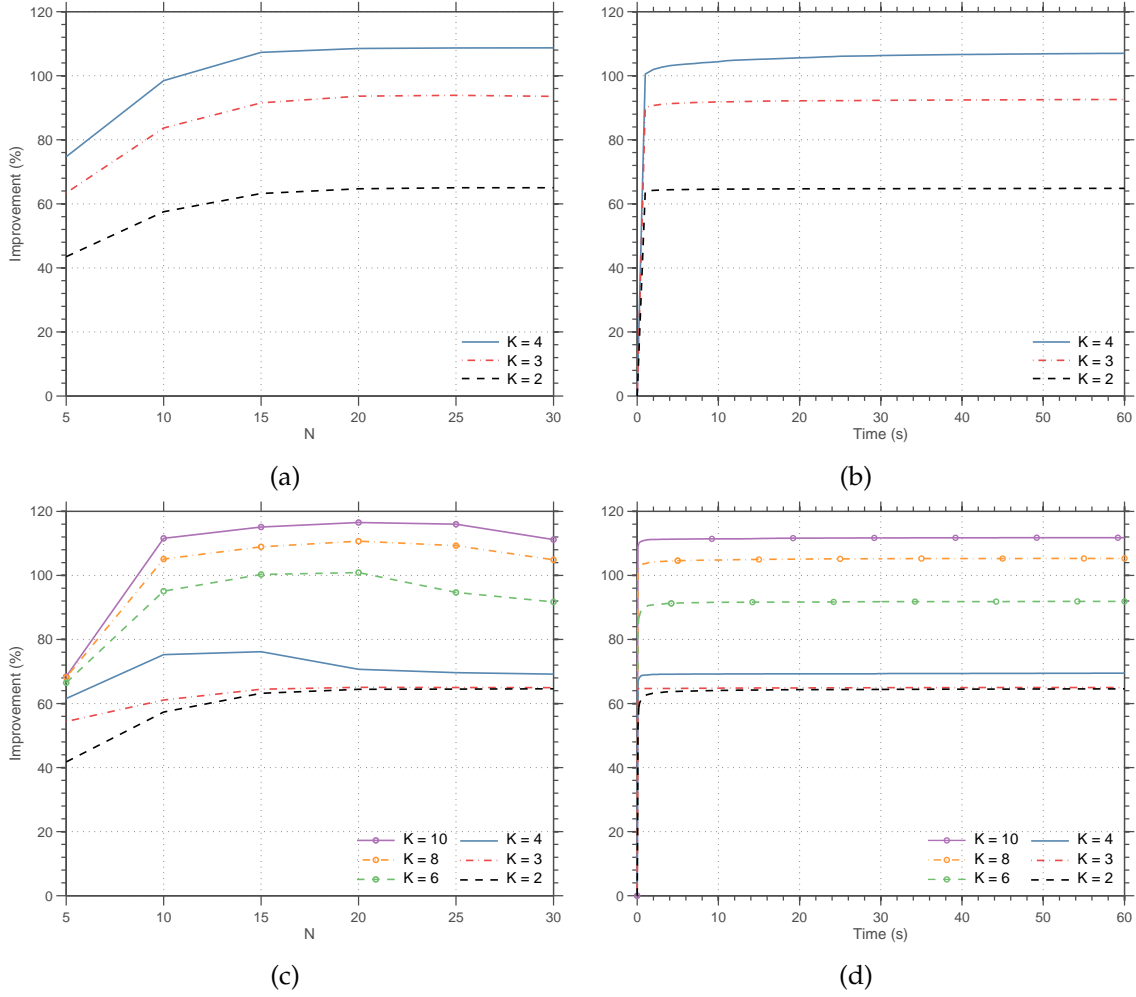 120
100
80
60
40
20
0
Improvement (%)
5 10 15 20 25 30
N
K = 4
K = 3
K = 2
(a)
120
100
80
60
40
20
0
0 10 20 30 40 50 60
Time (s)
K = 4
K = 3
K = 2
(b)
120
100
80
60
40
20
0
Improvement (%)
5 10 15 20 25 30
N
K = 10 K = 4
K = 8 K = 3
K = 6 K = 2
(c)
120
100
80
60
40
20
0
0 10 20 30 40 50 60
Time (s)
K = 10 K = 4
K = 8 K = 3
K = 6 K = 2
(d)